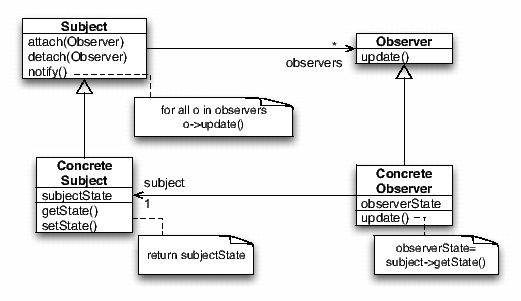 Subject
attach(Observer)
detach(Observer)
notify()
*
observers
Observer
update()
for all o in observers
o->update()
Concrete
Subject
subjectState
getState()
setState()
subject
1
Concrete
Observer
observerState
update()
return subjectState
observerState=
subject->getState()